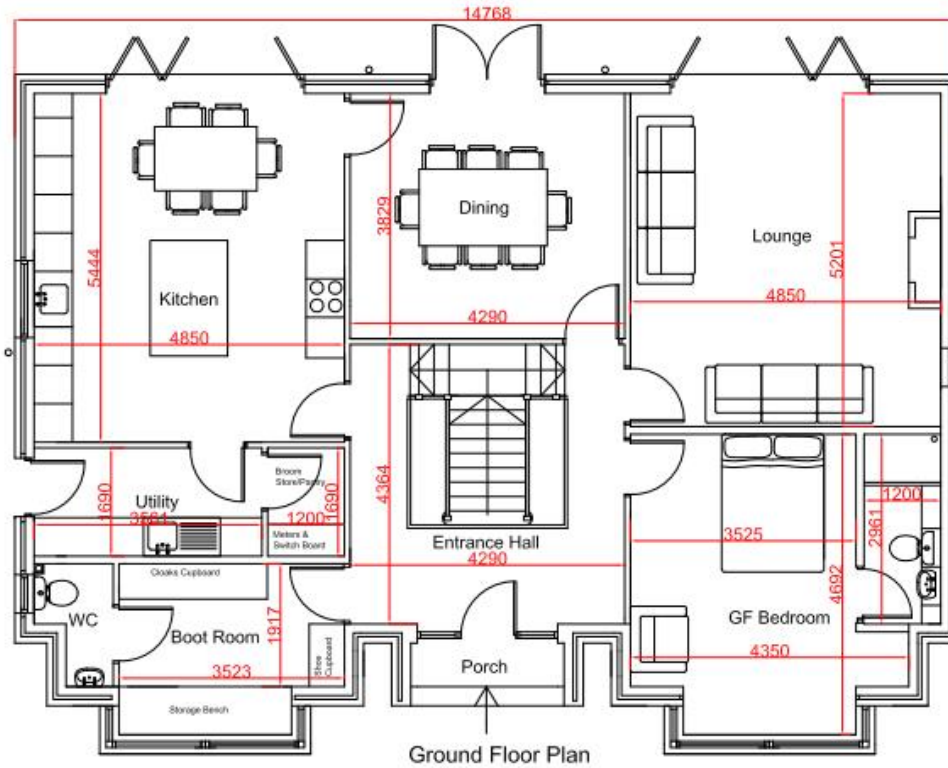 14768
Kitchen
5444
4850
Dining
3829
4290
Lounge
5201
4850
Utility
1690
3561
Broom
Store/Pantry
1690
1200
Meters &
Switch Board
Entrance Hall
4364
4290
WC
Cloaks Cupboard
Boot Room
1917
3523
Shoe
Cupboard
Storage Bench
Porch
GF Bedroom
3525
4692
4350
1200
2961
Ground Floor Plan